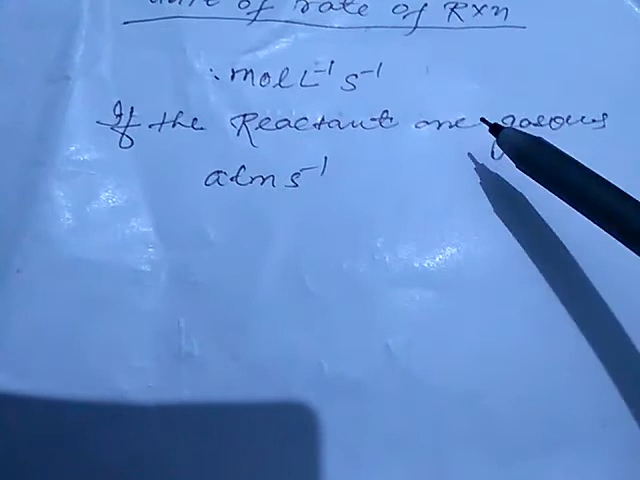 unit of rate of Rxn
: mol L⁻¹ s⁻¹
If the Reactant are gaseous
atm s⁻¹